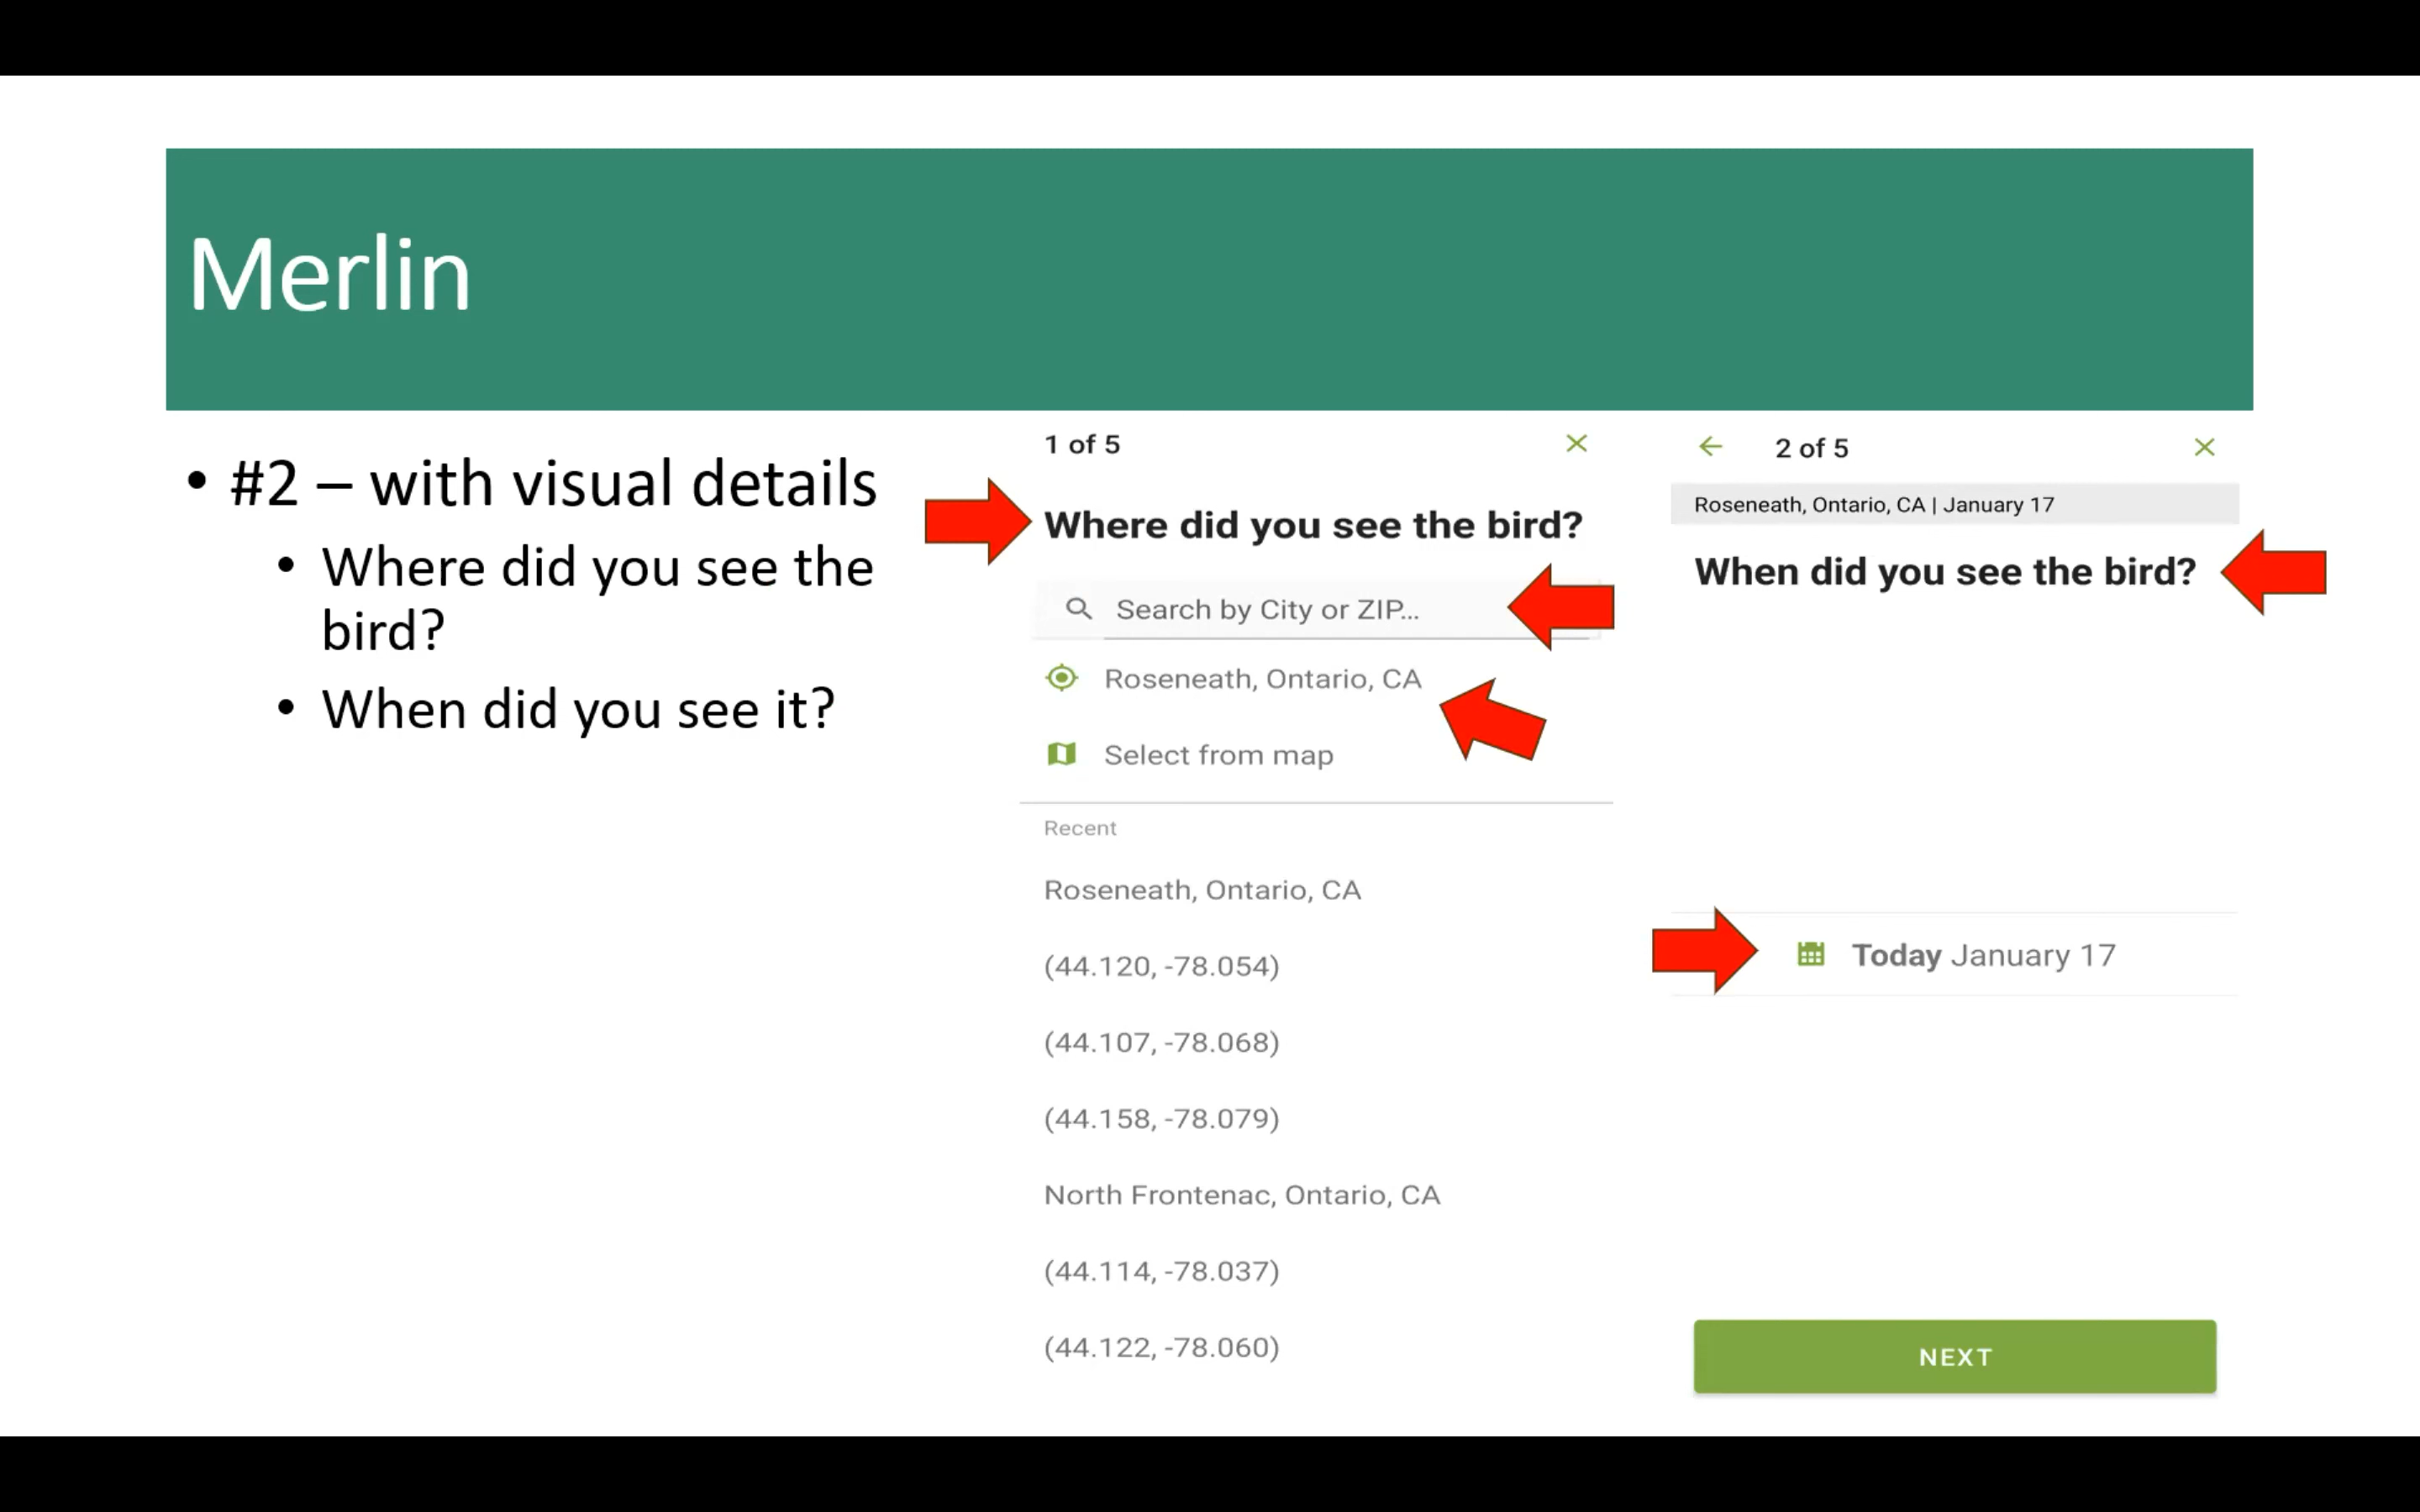 Merlin
• #2 – with visual details
• Where did you see the
bird?
• When did you see it?
1 of 5
Where did you see the bird?
Search by City or ZIP...
Roseneath, Ontario, CA
Select from map
Recent
Roseneath, Ontario, CA
(44.120, -78.054)
(44.107, -78.068)
(44.158, -78.079)
North Frontenac, Ontario, CA
(44.114, -78.037)
(44.122, -78.060)
2 of 5
Roseneath, Ontario, CA | January 17
When did you see the bird?
Today January 17
NEXT